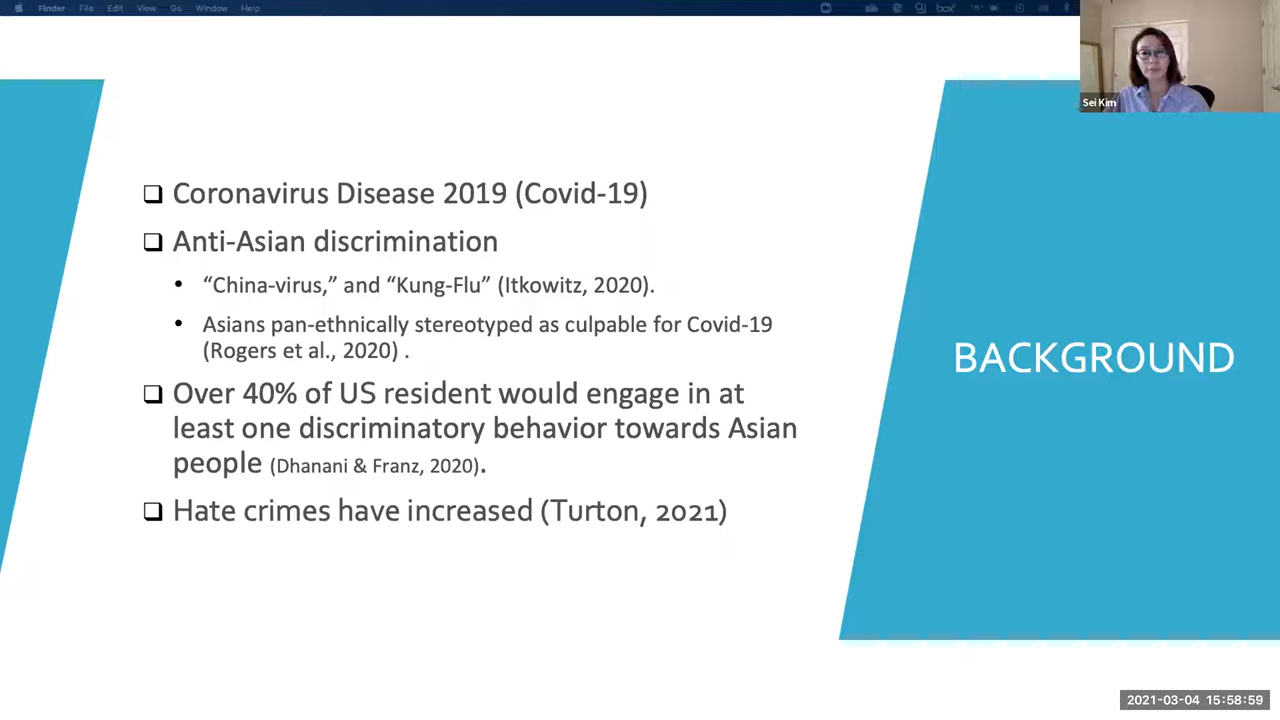 Finder File Edit View Go Window Help
box
Sei Kim
Coronavirus Disease 2019 (Covid-19)
Anti-Asian discrimination
“China-virus,” and “Kung-Flu” (Itkowitz, 2020).
Asians pan-ethnically stereotyped as culpable for Covid-19
(Rogers et al., 2020) .
Over 40% of US resident would engage in at
least one discriminatory behavior towards Asian
people (Dhanani & Franz, 2020).
Hate crimes have increased (Turton, 2021)
BACKGROUND
2021-03-04 15:58:59